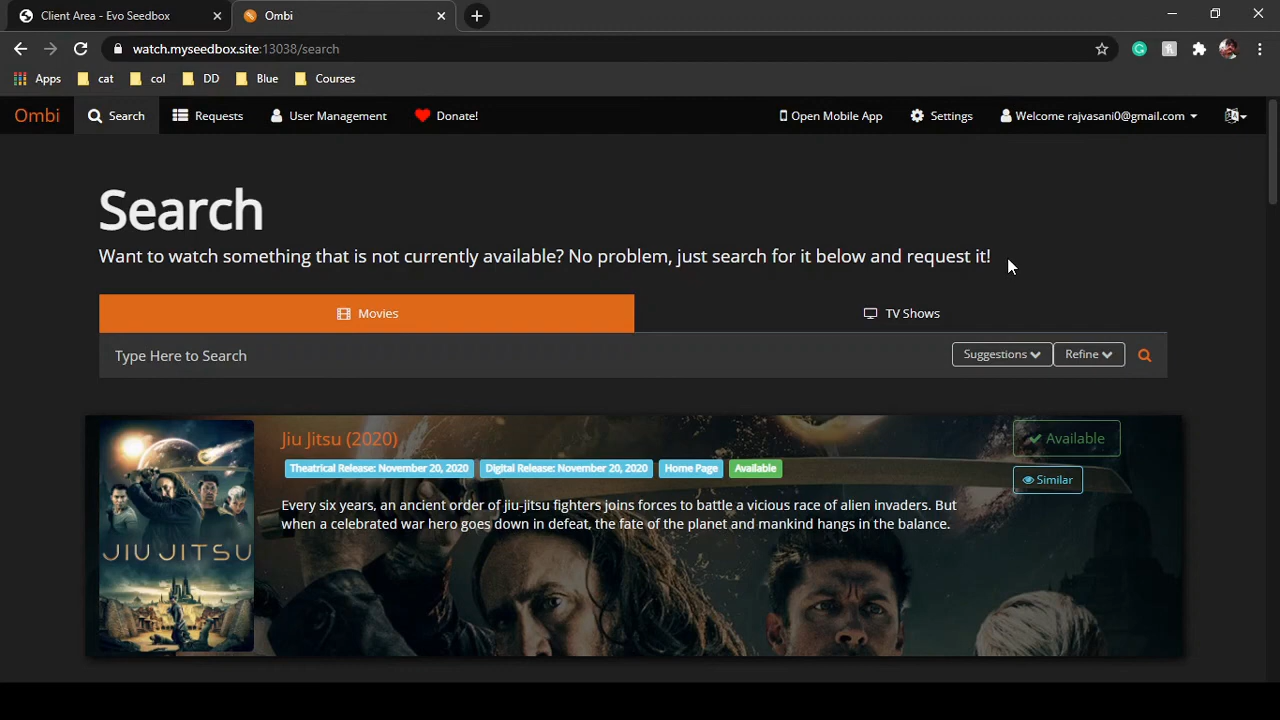 Client Area - Evo Seedbox
Ombi
watch.myseedbox.site:13038/search
Apps cat col DD Blue Courses
Ombi Search Requests User Management Donate! Open Mobile App Settings Welcome rajvasani0@gmail.com
Search
Want to watch something that is not currently available? No problem, just search for it below and request it!
Movies TV Shows
Type Here to Search Suggestions Refine
Jiu Jitsu (2020) Available
Theatrical Release: November 20, 2020 Digital Release: November 20, 2020 Home Page Available
Similar
Every six years, an ancient order of jiu-jitsu fighters joins forces to battle a vicious race of alien invaders. But
when a celebrated war hero goes down in defeat, the fate of the planet and mankind hangs in the balance.
JIU JITSU